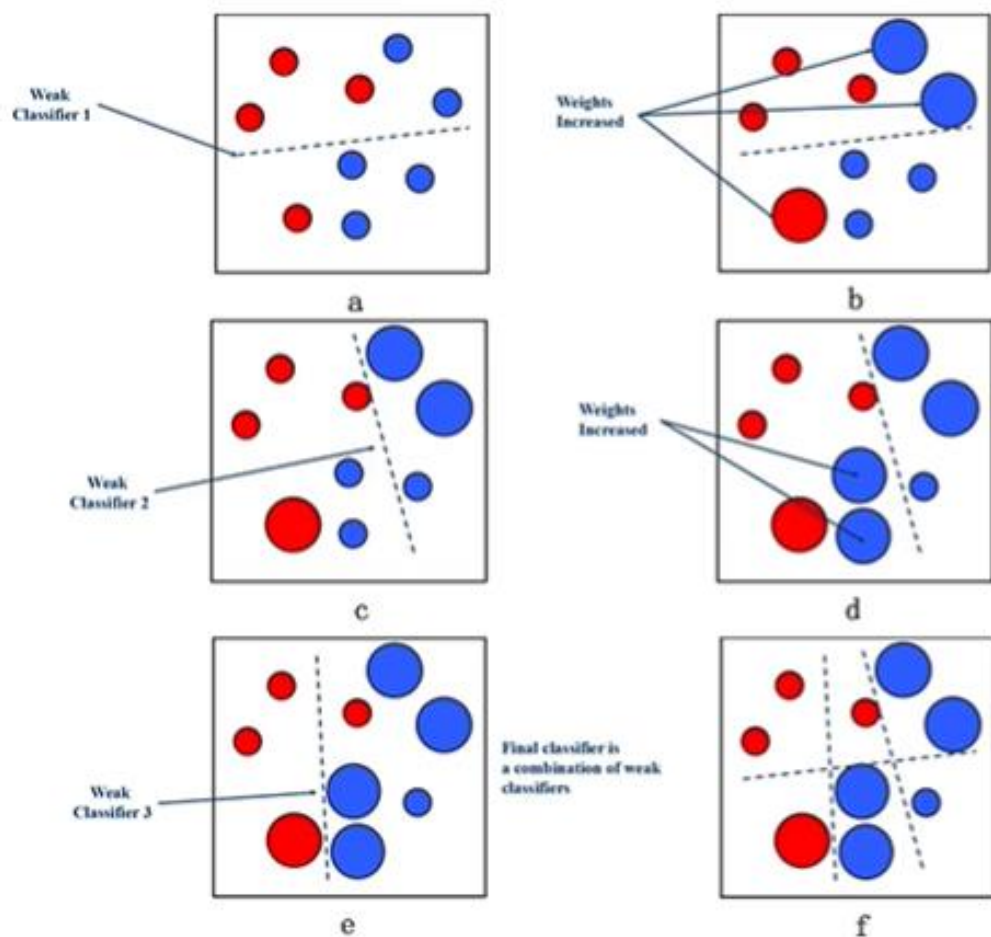 Weak
Classifier 1
Weights
Increased
a
b
Weak
Classifier 2
Weights
Increased
c
d
Weak
Classifier 3
Final classifier is
a combination of weak
classifiers
e
f